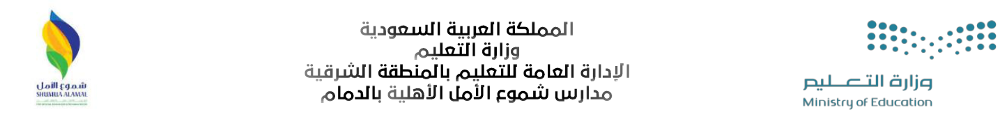 المملكة العربية السعودية
وزارة التعليم
الإدارة العامة للتعليم بالمنطقة الشرقية
مدارس شموع الأمل الأهلية بالدمام
وزارة التعـــليم
Ministry of Education
شموع الأمل
SHUMUA ALAMAL